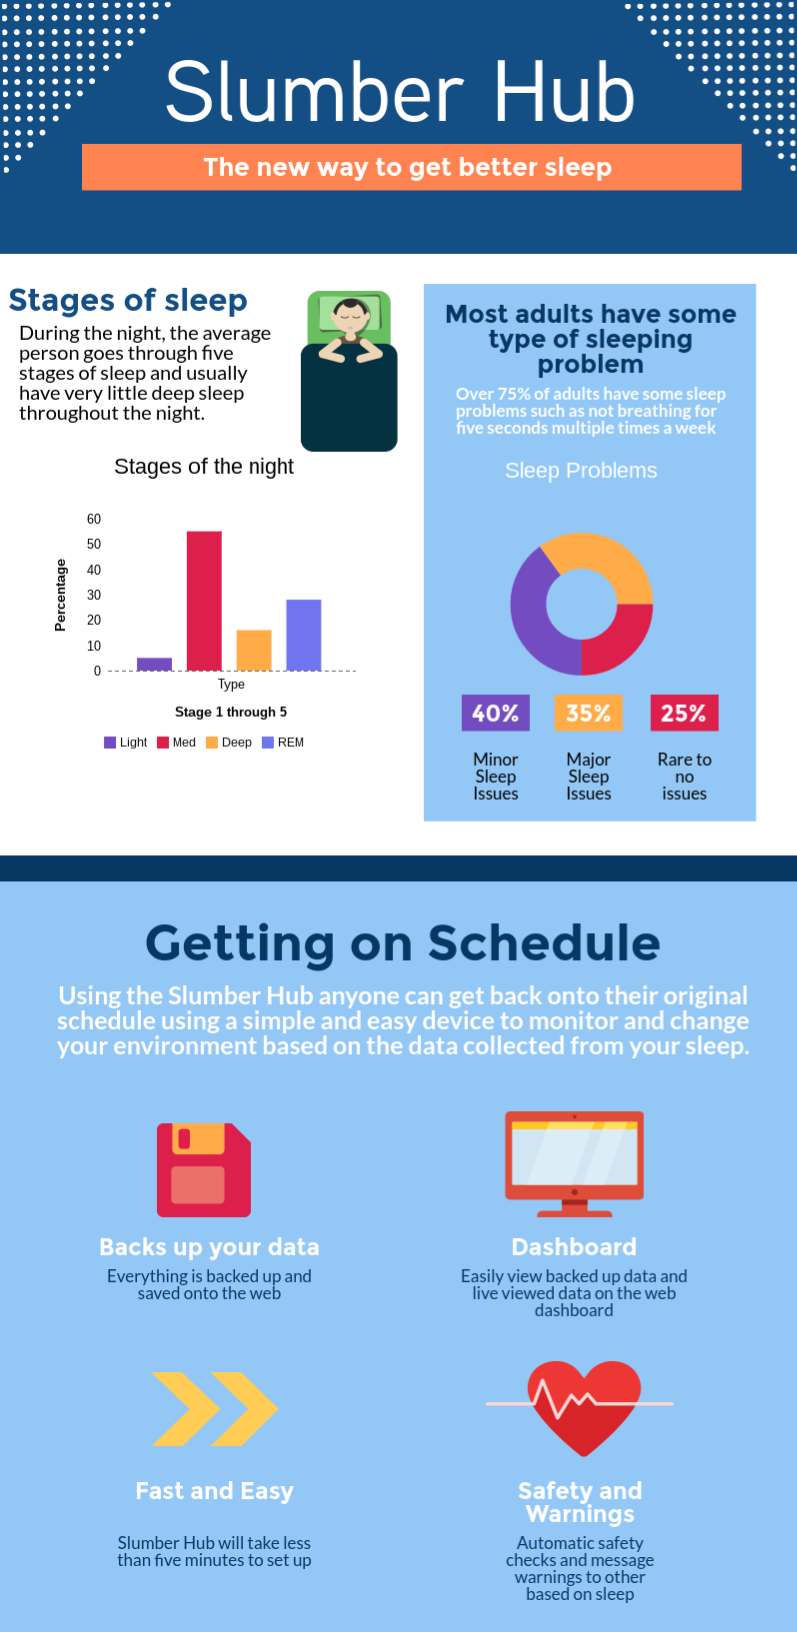 Slumber Hub
The new way to get better sleep
Stages of sleep
During the night, the average
person goes through five
stages of sleep and usually
have very little deep sleep
throughout the night.
Stages of the night
60
50
40
30
20
10
0
Percentage
Type
Stage 1 through 5
Light Med Deep REM
Most adults have some
type of sleeping
problem
Over 75% of adults have some sleep
problems such as not breathing for
five seconds multiple times a week
Sleep Problems
40% 35% 25%
Minor
Sleep
Issues
Major
Sleep
Issues
Rare to
no
issues
Getting on Schedule
Using the Slumber Hub anyone can get back onto their original
schedule using a simple and easy device to monitor and change
your environment based on the data collected from your sleep.
Backs up your data
Everything is backed up and
saved onto the web
Dashboard
Easily view backed up data and
live viewed data on the web
dashboard
Fast and Easy
Slumber Hub will take less
than five minutes to set up
Safety and
Warnings
Automatic safety
checks and message
warnings to other
based on sleep